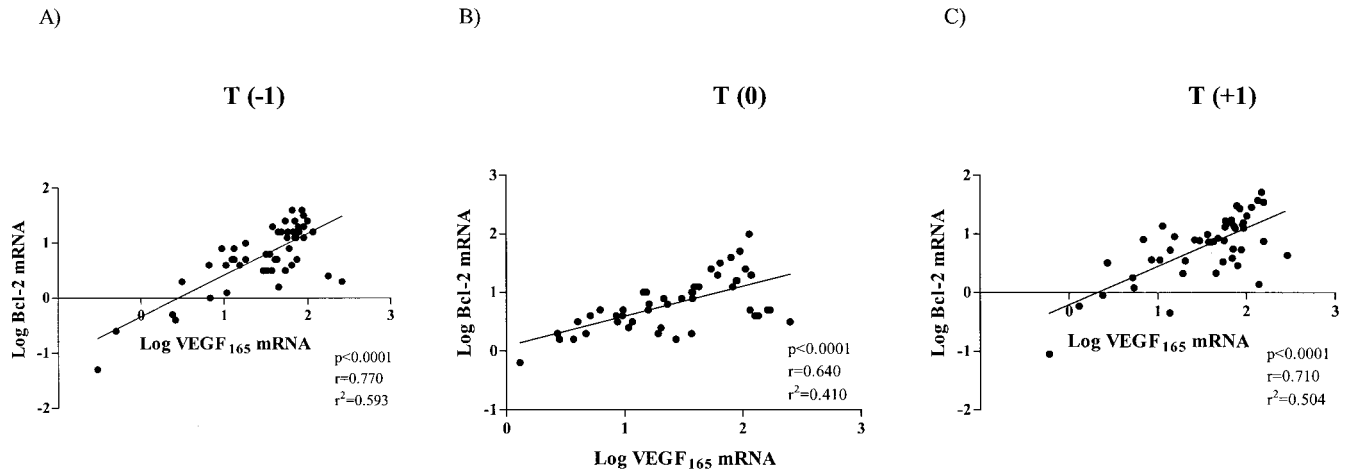 A)
T (-1)
Log Bcl-2 mRNA
3
2
1
0
-1
-2
0
1
2
3
Log VEGF165 mRNA
p<0.0001
r=0.770
r²=0.593
B)
T (0)
Log Bcl-2 mRNA
3
2
1
0
-1
0
1
2
3
Log VEGF165 mRNA
p<0.0001
r=0.640
r²=0.410
C)
T (+1)
Log Bcl-2 mRNA
2
1
0
-1
-2
0
1
2
3
Log VEGF165 mRNA
p<0.0001
r=0.710
r²=0.504